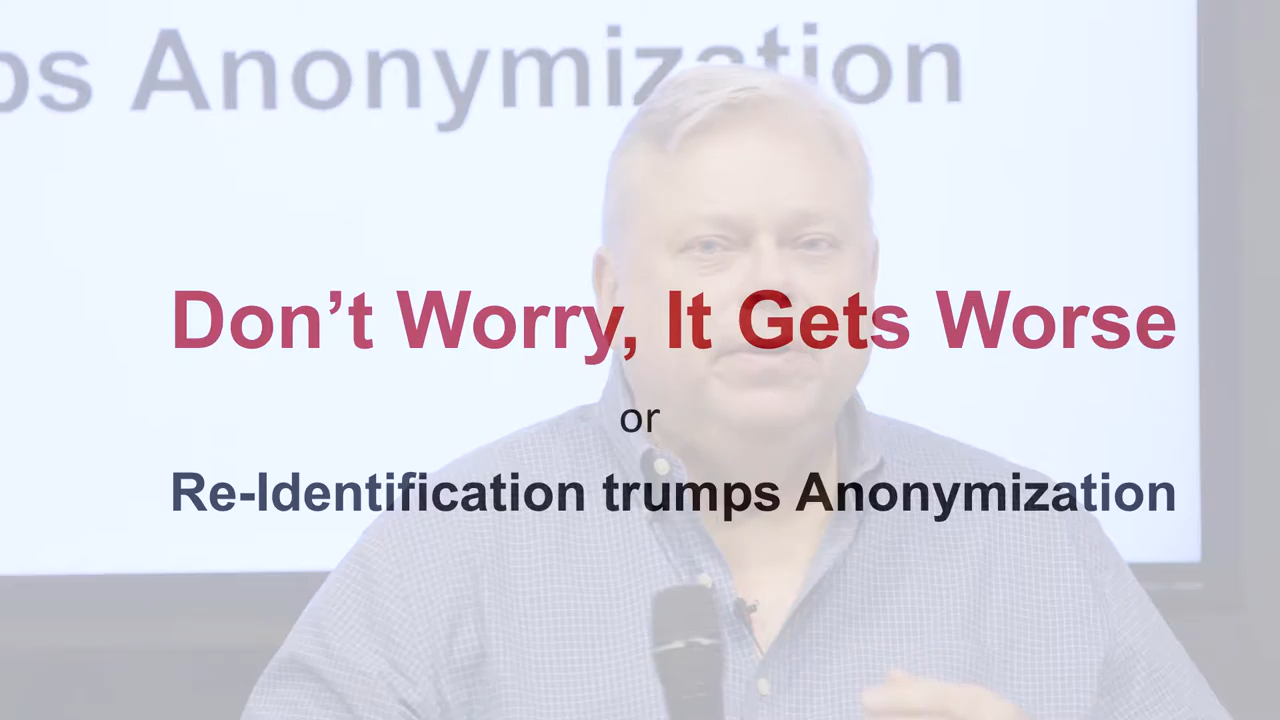 ps Anonymization
Don’t Worry, It Gets Worse
or
Re-Identification trumps Anonymization